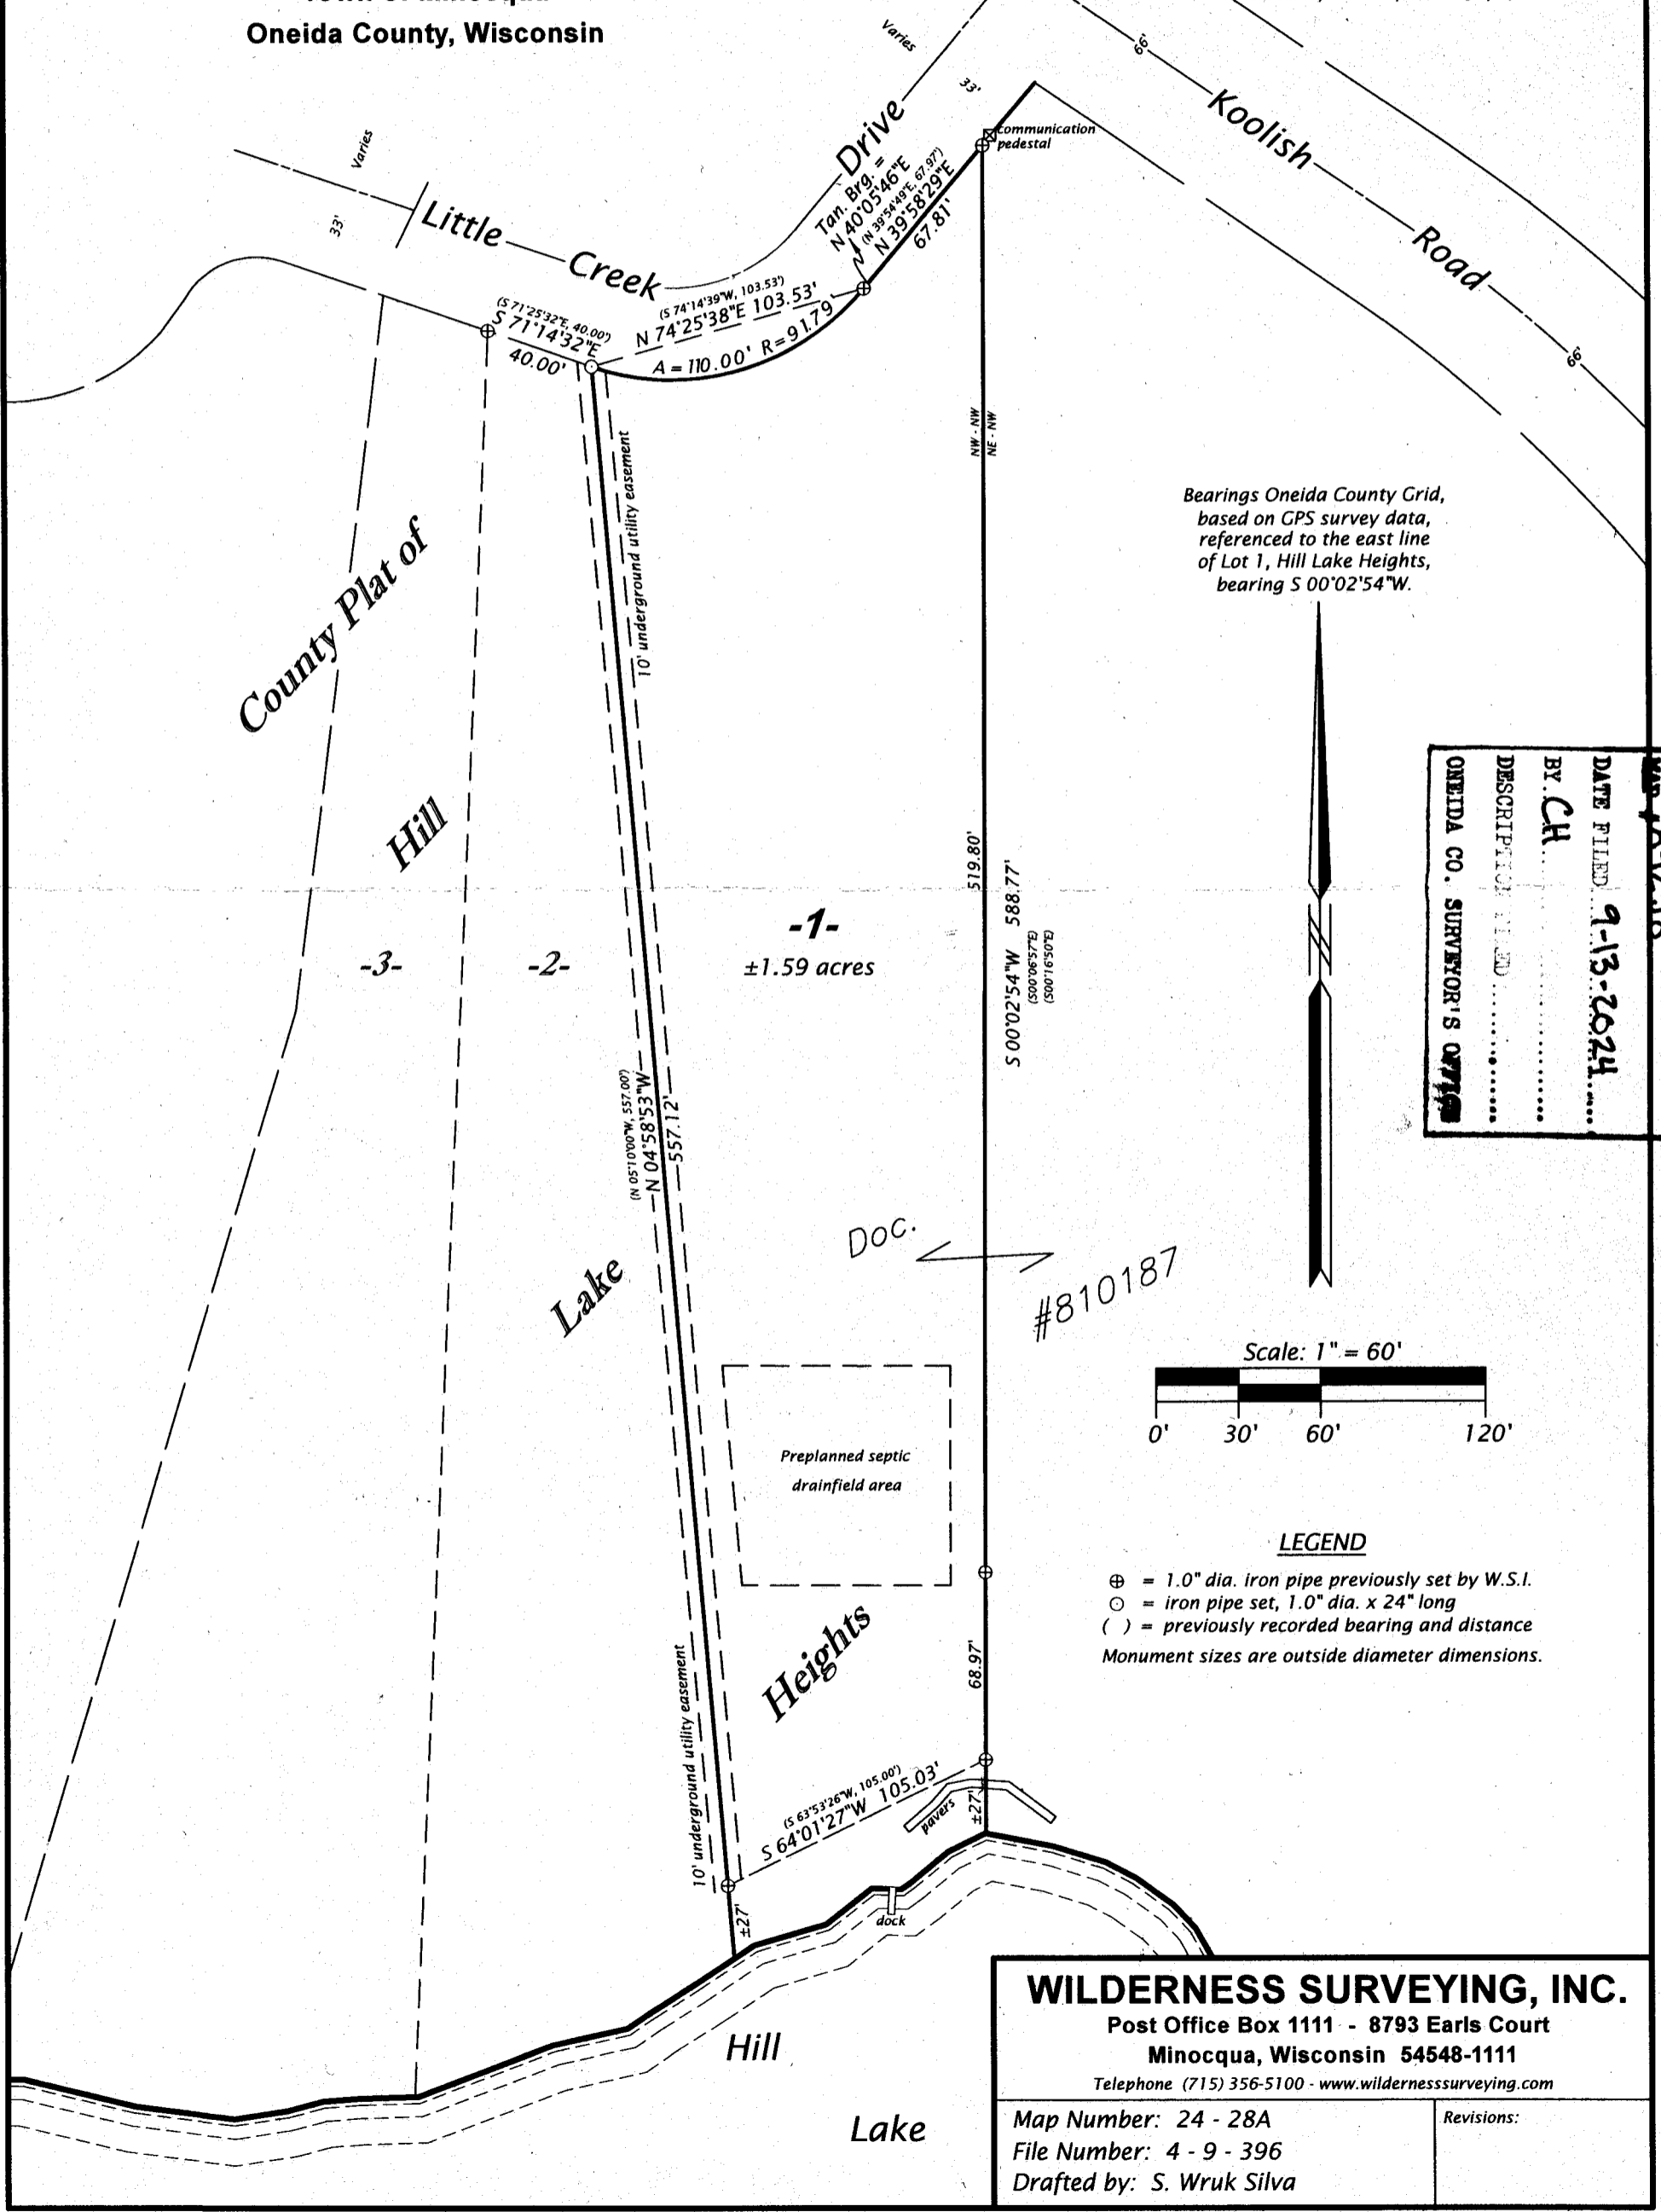 Oneida County, Wisconsin
Varies
33'
Varies
33'
Little Creek Drive
66'
Koolish Road
66'
communication
pedestal
Tan. Brg. =
N 40°05'46"E
(N 39°54'49"E, 67.97')
N 39°58'29"E
67.81'
(S 71°25'32"E, 40.00')
S 71°14'32"E
40.00'
(S 74°14'39"W, 103.53')
N 74°25'38"E 103.53'
A = 110.00' R=91.79'
10' underground utility easement
NW - NW
NE - NW
Bearings Oneida County Grid,
based on GPS survey data,
referenced to the east line
of Lot 1, Hill Lake Heights,
bearing S 00°02'54"W.
County Plat of
Hill
Lake
Heights
DATE FILED 9-13-2024
BY CH
DESCRIPTION FILED
ONEIDA CO. SURVEYOR'S OFFICE
-3-
-2-
-1-
±1.59 acres
519.80'
S 00°02'54"W 588.77'
(S00°06'57"E)
(S00°16'50"E)
(N 05°10'00"W, 557.00')
N 04°58'53"W
557.12'
Doc.
#810187
Scale: 1" = 60'
0' 30' 60' 120'
Preplanned septic
drainfield area
LEGEND
⊕ = 1.0" dia. iron pipe previously set by W.S.I.
⊙ = iron pipe set, 1.0" dia. x 24" long
( ) = previously recorded bearing and distance
Monument sizes are outside diameter dimensions.
68.97'
10' underground utility easement
(S 63°53'26"W, 105.00')
S 64°01'27"W 105.03'
pavers
±27'
±27'
dock
Hill
Lake
WILDERNESS SURVEYING, INC.
Post Office Box 1111 - 8793 Earls Court
Minocqua, Wisconsin 54548-1111
Telephone (715) 356-5100 - www.wildernesssurveying.com
Map Number: 24 - 28A
File Number: 4 - 9 - 396
Drafted by: S. Wruk Silva
Revisions: